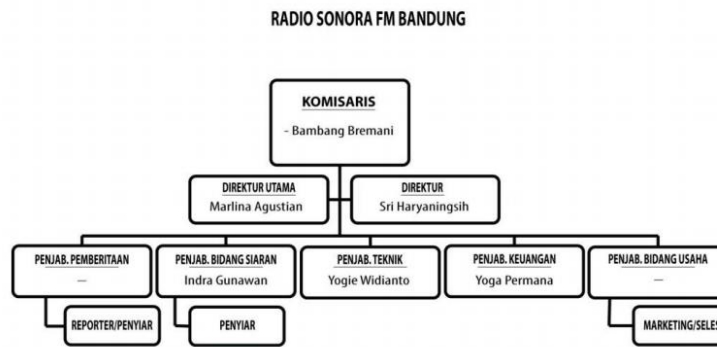 RADIO SONORA FM BANDUNG
KOMISARIS
- Bambang Bremani
DIREKTUR UTAMA
Marlina Agustian
DIREKTUR
Sri Haryaningsih
PENJAB. PEMBERITAAN
—
PENJAB. BIDANG SIARAN
Indra Gunawan
PENJAB. TEKNIK
Yogie Widianto
PENJAB. KEUANGAN
Yoga Permana
PENJAB. BIDANG USAHA
—
REPORTER/PENYIAR
PENYIAR
MARKETING/SELES